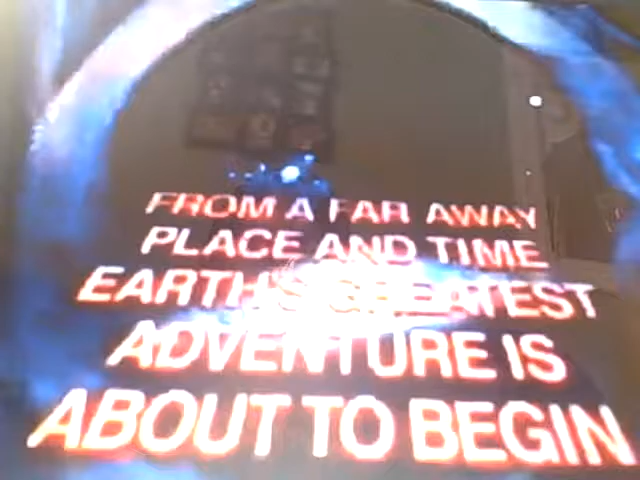 FROM A FAR AWAY
PLACE AND TIME
EARTH'S GREATEST
ADVENTURE IS
ABOUT TO BEGIN